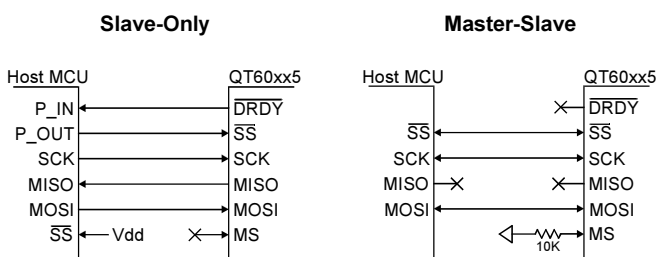 Slave-Only Master-Slave
Host MCU QT60xx5 Host MCU QT60xx5
P_IN DRDY DRDY
P_OUT SS SS SS
SCK SCK SCK SCK
MISO MISO MISO MISO
MOSI MOSI MOSI MOSI
SS Vdd MS MS
10K